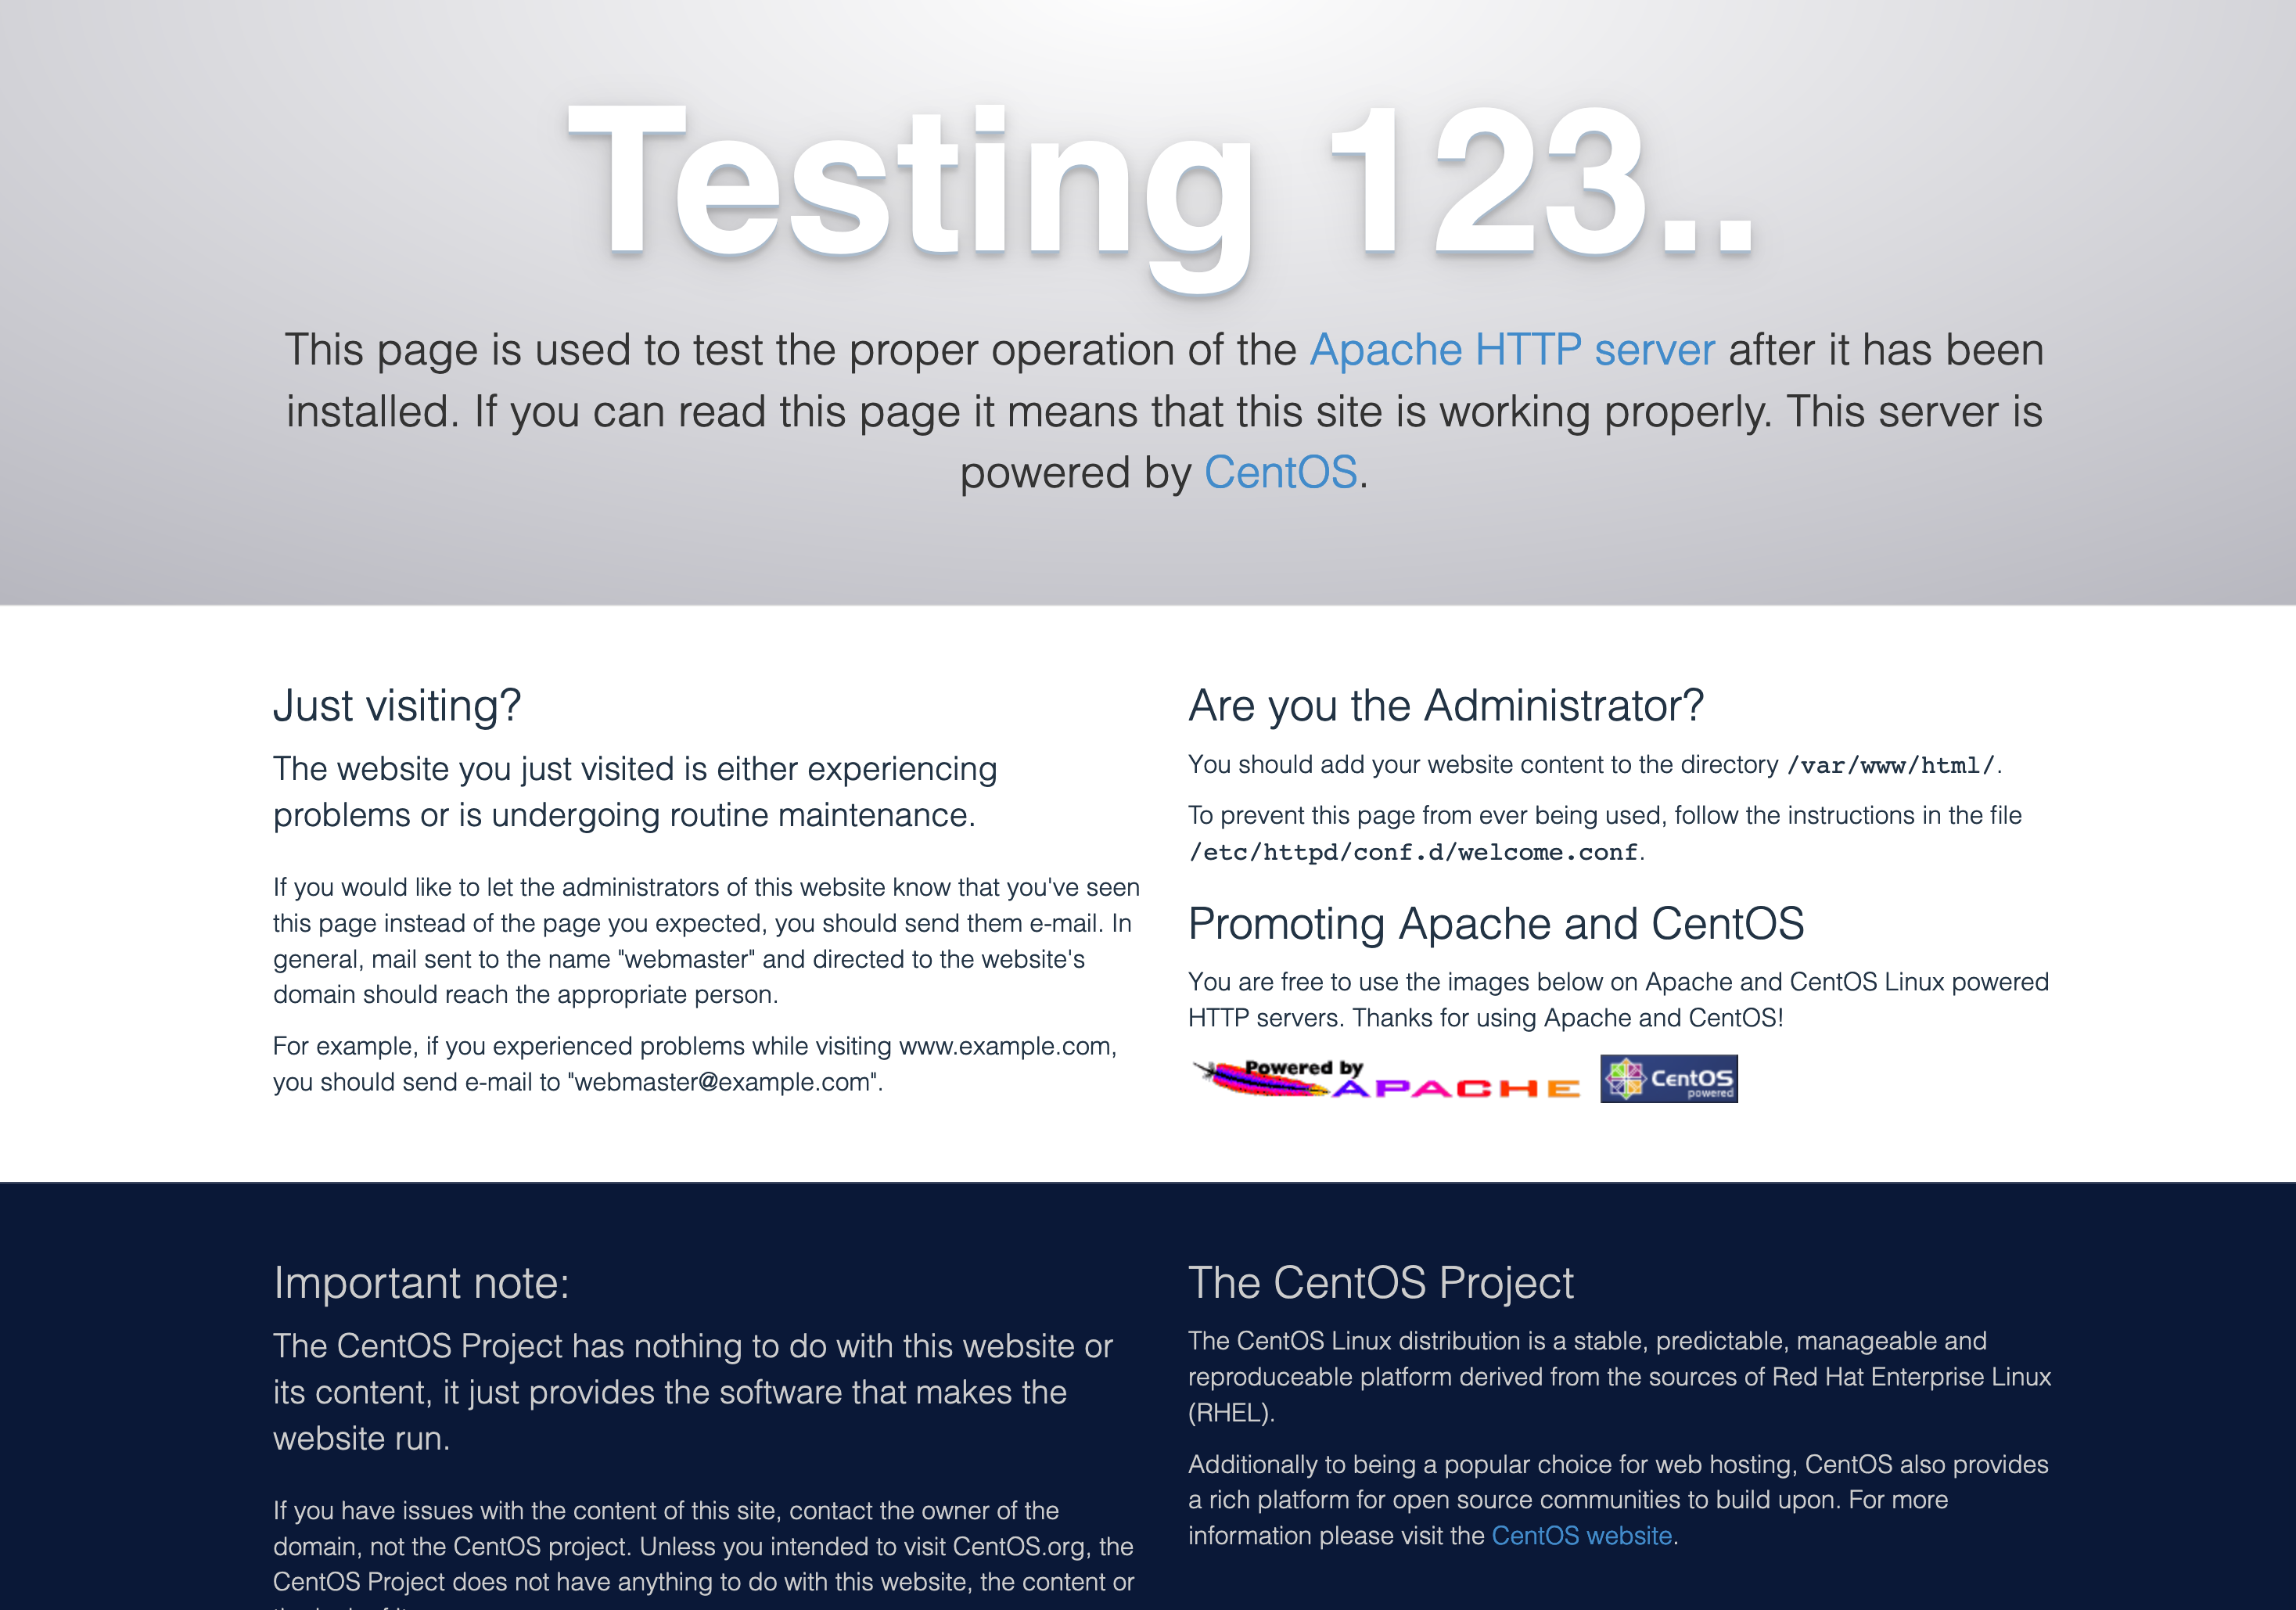 Testing 123..
This page is used to test the proper operation of the Apache HTTP server after it has been
installed. If you can read this page it means that this site is working properly. This server is
powered by CentOS.
Just visiting?
The website you just visited is either experiencing
problems or is undergoing routine maintenance.
If you would like to let the administrators of this website know that you've seen
this page instead of the page you expected, you should send them e-mail. In
general, mail sent to the name "webmaster" and directed to the website's
domain should reach the appropriate person.
For example, if you experienced problems while visiting www.example.com,
you should send e-mail to "webmaster@example.com".
Are you the Administrator?
You should add your website content to the directory /var/www/html/.
To prevent this page from ever being used, follow the instructions in the file
/etc/httpd/conf.d/welcome.conf.
Promoting Apache and CentOS
You are free to use the images below on Apache and CentOS Linux powered
HTTP servers. Thanks for using Apache and CentOS!
Powered by
APACHE
CentOS
powered
Important note:
The CentOS Project has nothing to do with this website or
its content, it just provides the software that makes the
website run.
If you have issues with the content of this site, contact the owner of the
domain, not the CentOS project. Unless you intended to visit CentOS.org, the
CentOS Project does not have anything to do with this website, the content or
The CentOS Project
The CentOS Linux distribution is a stable, predictable, manageable and
reproduceable platform derived from the sources of Red Hat Enterprise Linux
(RHEL).
Additionally to being a popular choice for web hosting, CentOS also provides
a rich platform for open source communities to build upon. For more
information please visit the CentOS website.